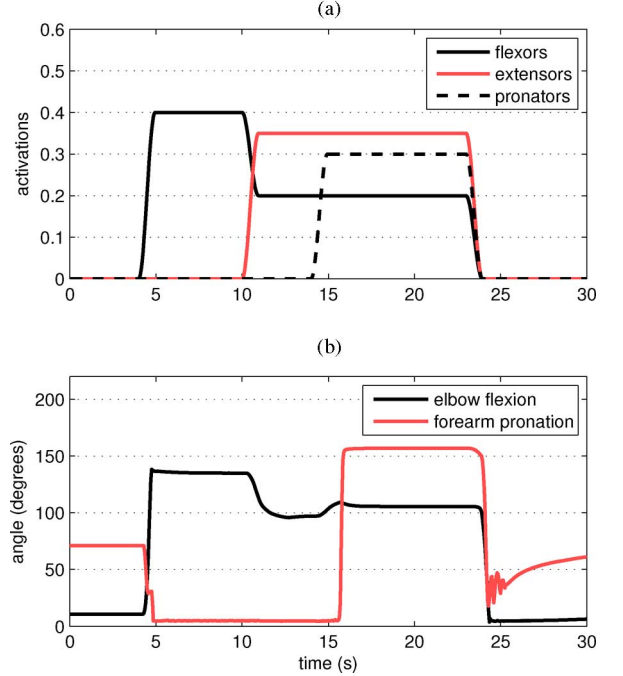 (a)
0.6
0.5
0.4
0.3
0.2
0.1
0
activations
flexors
extensors
pronators
0 5 10 15 20 25 30
(b)
200
150
100
50
0
angle (degrees)
elbow flexion
forearm pronation
0 5 10 15 20 25 30
time (s)